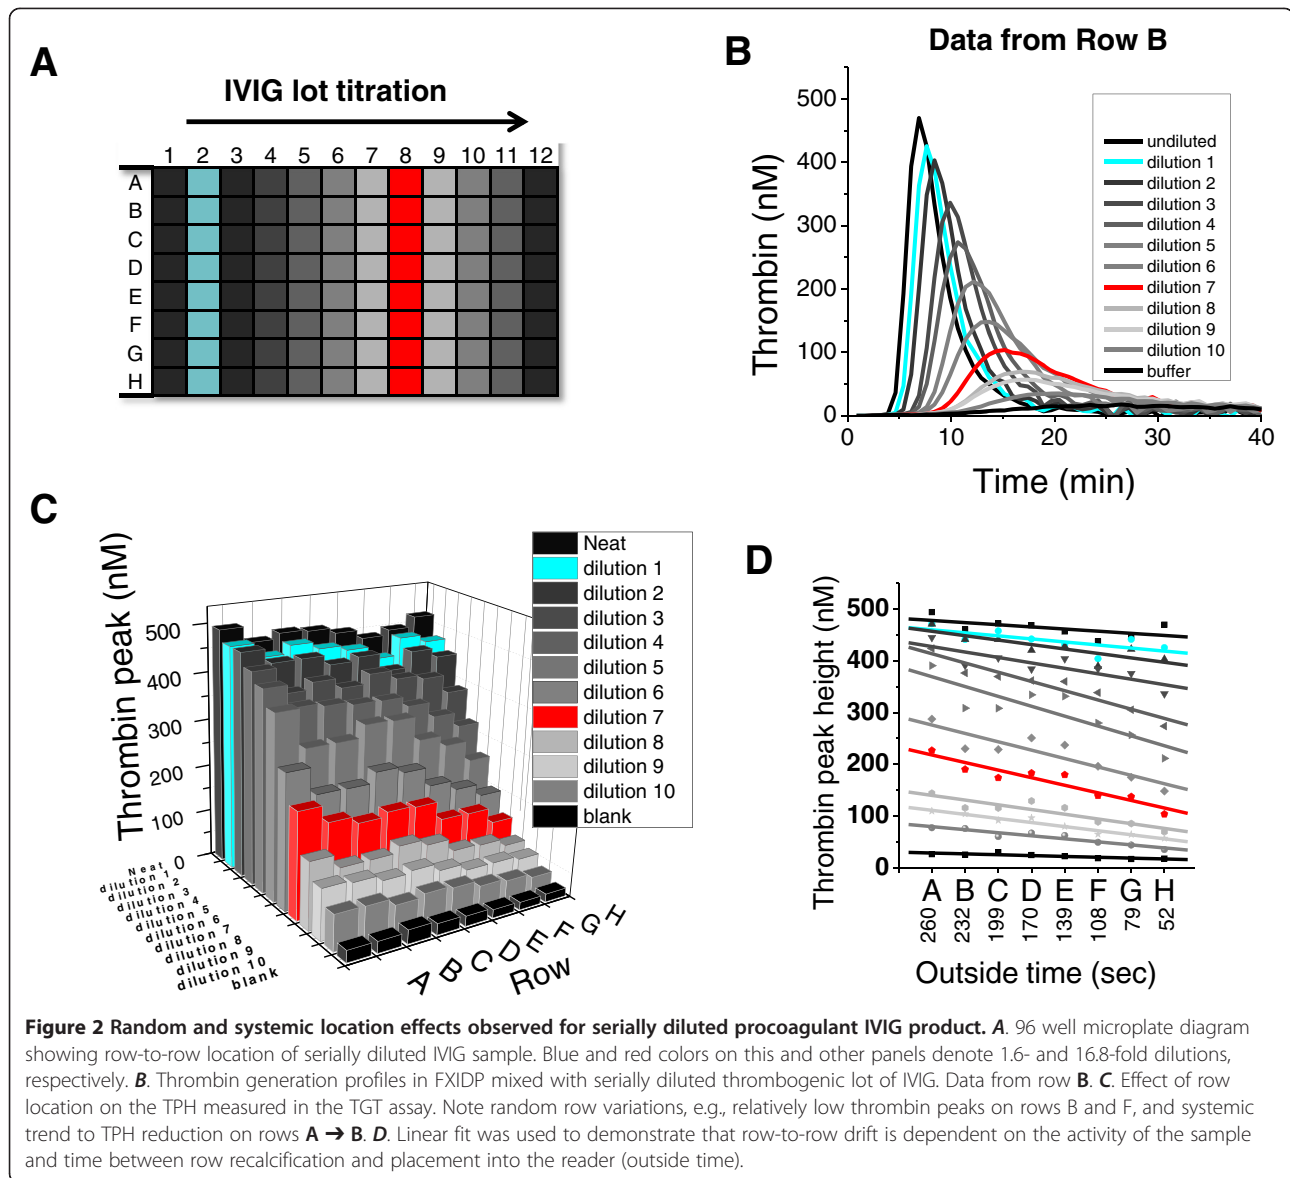 A
IVIG lot titration
1 2 3 4 5 6 7 8 9 10 11 12
A
B
C
D
E
F
G
H
B
Data from Row B
Thrombin (nM)
500
400
300
200
100
0
0 10 20 30 40
Time (min)
undiluted
dilution 1
dilution 2
dilution 3
dilution 4
dilution 5
dilution 6
dilution 7
dilution 8
dilution 9
dilution 10
buffer
C
Thrombin peak (nM)
500
400
300
200
100
0
Neat
dilution 1
dilution 2
dilution 3
dilution 4
dilution 5
dilution 6
dilution 7
dilution 8
dilution 9
dilution 10
blank
A B C D E F G H
Row
Neat
dilution 1
dilution 2
dilution 3
dilution 4
dilution 5
dilution 6
dilution 7
dilution 8
dilution 9
dilution 10
blank
D
Thrombin peak height (nM)
500
400
300
200
100
0
A B C D E F G H
260 232 199 170 139 108 79 52
Outside time (sec)
Figure 2 Random and systemic location effects observed for serially diluted procoagulant IVIG product. A. 96 well microplate diagram
showing row-to-row location of serially diluted IVIG sample. Blue and red colors on this and other panels denote 1.6- and 16.8-fold dilutions,
respectively. B. Thrombin generation profiles in FXIDP mixed with serially diluted thrombogenic lot of IVIG. Data from row B. C. Effect of row
location on the TPH measured in the TGT assay. Note random row variations, e.g., relatively low thrombin peaks on rows B and F, and systemic
trend to TPH reduction on rows A ➔ B. D. Linear fit was used to demonstrate that row-to-row drift is dependent on the activity of the sample
and time between row recalcification and placement into the reader (outside time).